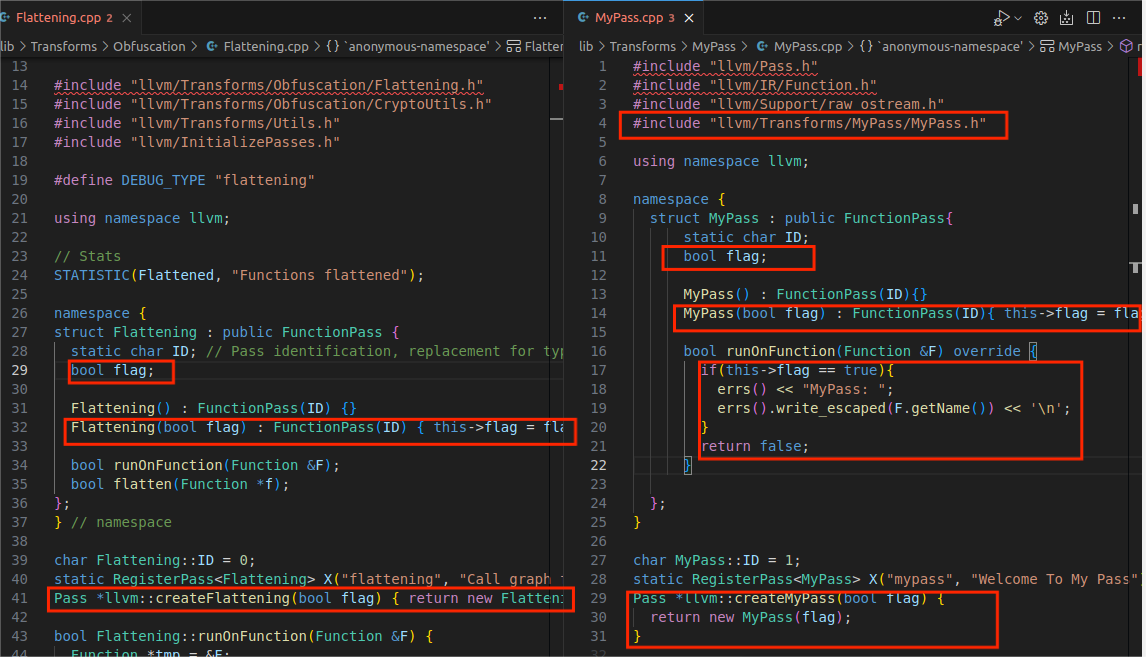 Flattening.cpp 2
lib > Transforms > Obfuscation > Flattening.cpp > {} `anonymous-namespace' >
13
14 #include "llvm/Transforms/Obfuscation/Flattening.h"
15 #include "llvm/Transforms/Obfuscation/CryptoUtils.h"
16 #include "llvm/Transforms/Utils.h"
17 #include "llvm/InitializePasses.h"
18
19 #define DEBUG_TYPE "flattening"
20
21 using namespace llvm;
22
23 // Stats
24 STATISTIC(Flattened, "Functions flattened");
25
26 namespace {
27 struct Flattening : public FunctionPass {
28 static char ID; // Pass identification, replacement for
29 bool flag;
30
31 Flattening() : FunctionPass(ID) {}
32 Flattening(bool flag) : FunctionPass(ID) { this->flag =
33
34 bool runOnFunction(Function &F);
35 bool flatten(Function *f);
36 };
37 } // namespace
38
39 char Flattening::ID = 0;
40 static RegisterPass<Flattening> X("flattening", "Call graph
41 Pass *llvm::createFlattening(bool flag) { return new
42
43 bool Flattening::runOnFunction(Function &F) {
44 Function *tmp = &F;
MyPass.cpp 3
lib > Transforms > MyPass > MyPass.cpp > {} `anonymous-namespace' > MyPass >
1 #include "llvm/Pass.h"
2 #include "llvm/IR/Function.h"
3 #include "llvm/Support/raw_ostream.h"
4 #include "llvm/Transforms/MyPass/MyPass.h"
5
6 using namespace llvm;
7
8 namespace {
9 struct MyPass : public FunctionPass{
10 static char ID;
11 bool flag;
12
13 MyPass() : FunctionPass(ID){}
14 MyPass(bool flag) : FunctionPass(ID){ this->flag =
15
16 bool runOnFunction(Function &F) override {
17 if(this->flag == true){
18 errs() << "MyPass: ";
19 errs().write_escaped(F.getName()) << '\n';
20 }
21 return false;
22 }
23
24 };
25 }
26
27 char MyPass::ID = 1;
28 static RegisterPass<MyPass> X("mypass", "Welcome To My Pass"
29 Pass *llvm::createMyPass(bool flag) {
30 return new MyPass(flag);
31 }
32